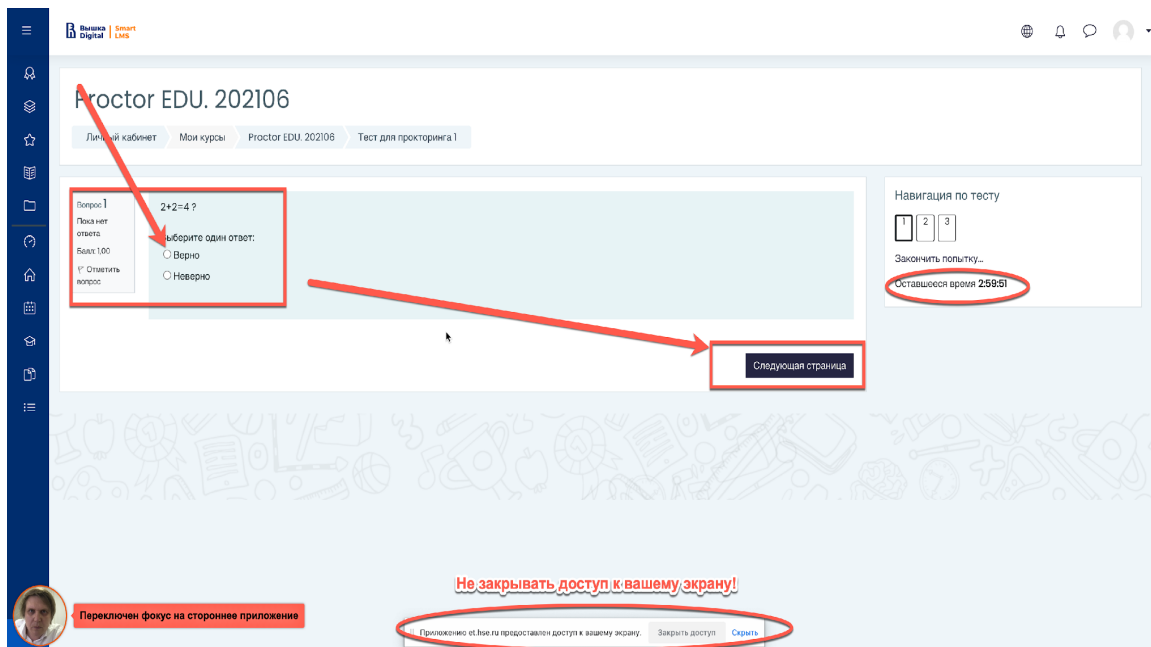 Вышка Digital | Smart LMS
Proctor EDU. 202106
Личный кабинет Мои курсы Proctor EDU. 202106 Тест для прокторинга 1
Вопрос 1
Пока нет
ответа
Балл: 1,00
Отметить
вопрос
2+2=4 ?
Выберите один ответ:
Верно
Неверно
Следующая страница
Навигация по тесту
1 2 3
Закончить попытку...
Оставшееся время 2:59:51
Не закрывать доступ к вашему экрану!
Переключен фокус на стороннее приложение
Приложению et.hse.ru предоставлен доступ к вашему экрану. Закрыть доступ Скрыть